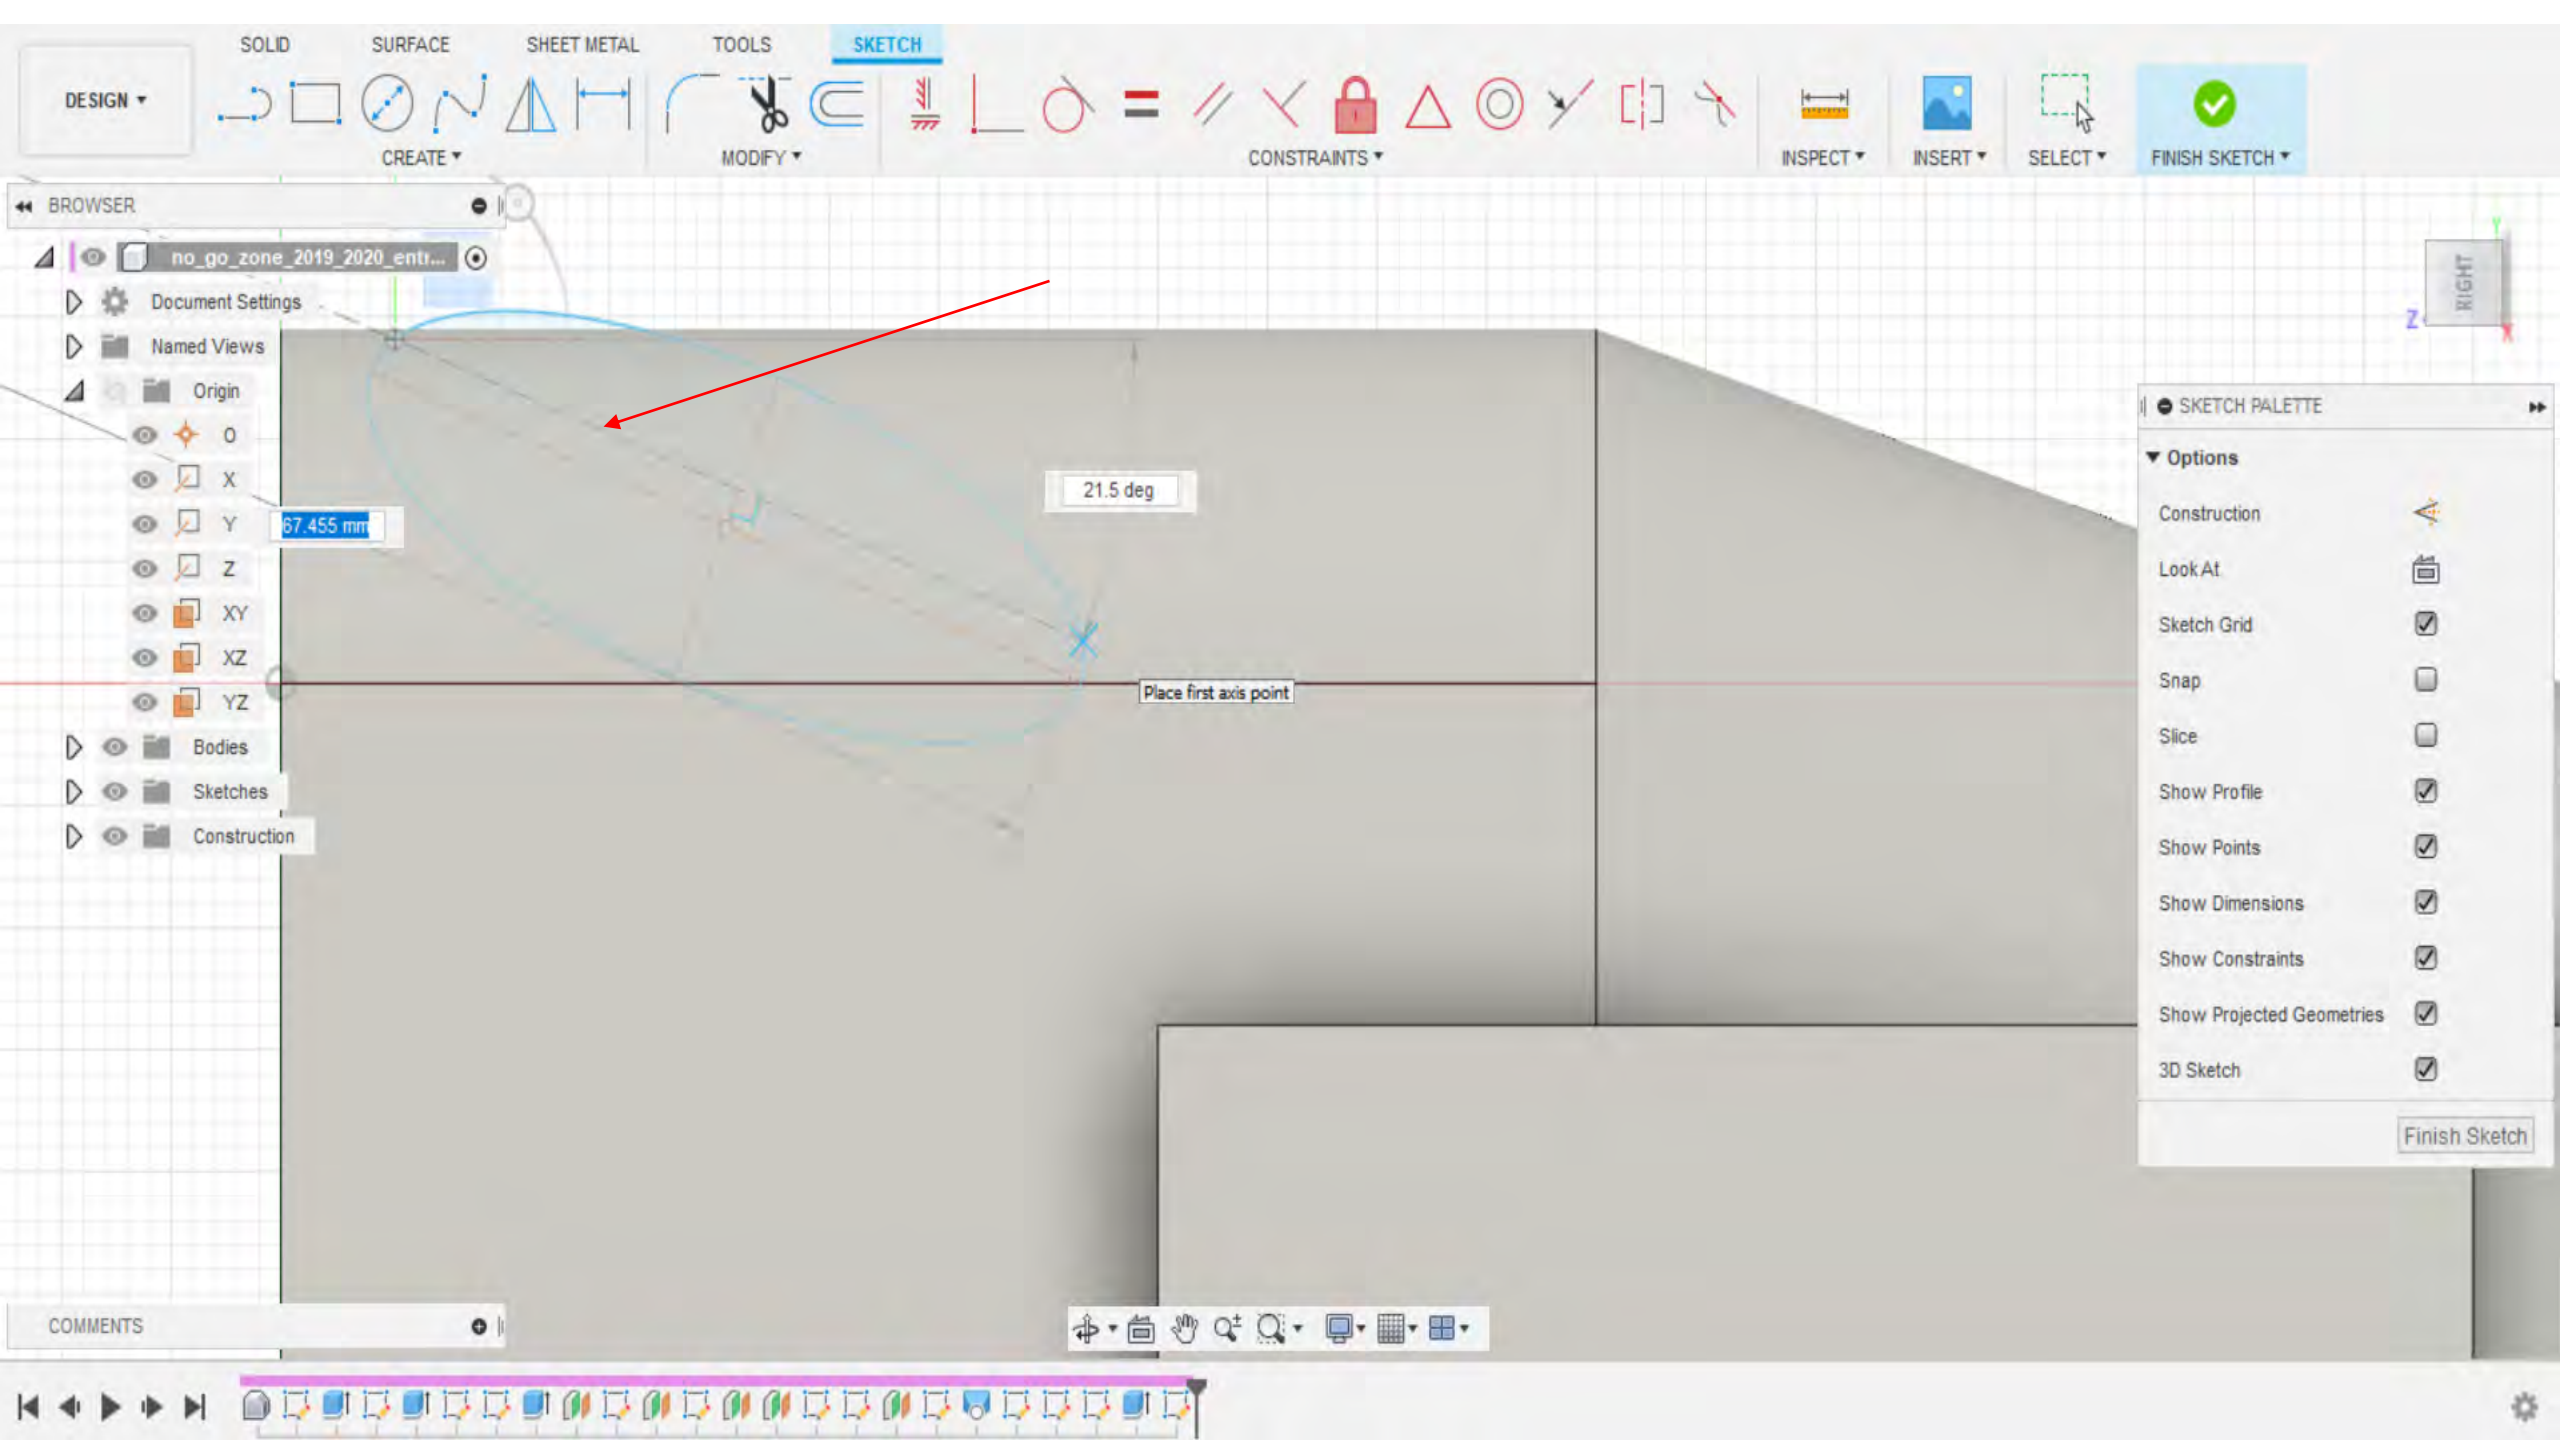 SOLID SURFACE SHEET METAL TOOLS SKETCH
DESIGN
CREATE MODIFY CONSTRAINTS INSPECT INSERT SELECT FINISH SKETCH
BROWSER
no_go_zone_2019_2020_entr...
Document Settings
Named Views
Origin
O
X
Y
Z
XY
XZ
YZ
Bodies
Sketches
Construction
67.455 mm
21.5 deg
Place first axis point
Y
RIGHT
Z
X
SKETCH PALETTE
Options
Construction
Look At
Sketch Grid
Snap
Slice
Show Profile
Show Points
Show Dimensions
Show Constraints
Show Projected Geometries
3D Sketch
Finish Sketch
COMMENTS